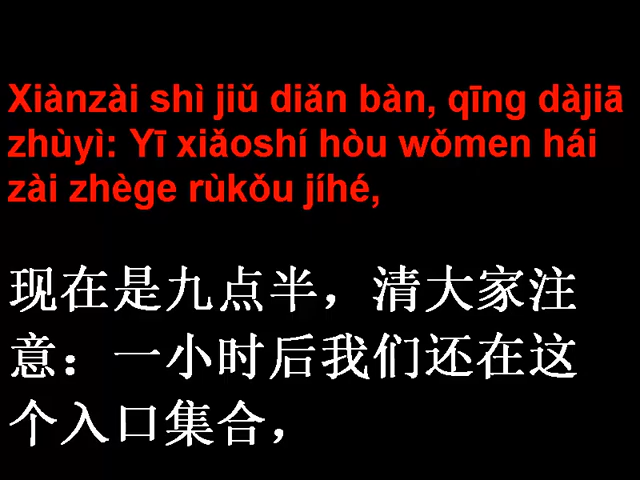 Xiànzài shì jiǔ diǎn bàn, qīng dàjiā
zhùyì: Yī xiǎoshí hòu wǒmen hái
zài zhège rùkǒu jíhé,
现在是九点半，清大家注
意：一小时后我们还在这
个入口集合，